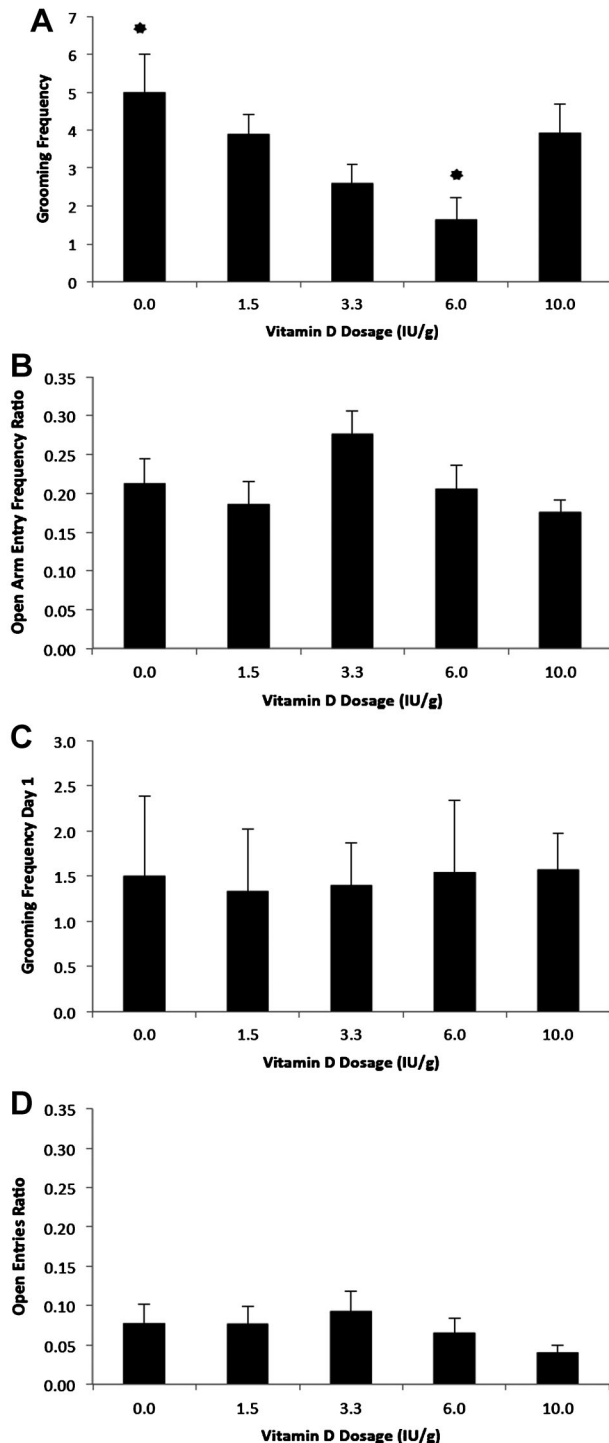 A
Grooming Frequency
7
6
5
4
3
2
1
0
0.0 1.5 3.3 6.0 10.0
Vitamin D Dosage (IU/g)
B
Open Arm Entry Frequency Ratio
0.35
0.30
0.25
0.20
0.15
0.10
0.05
0.00
0.0 1.5 3.3 6.0 10.0
Vitamin D Dosage (IU/g)
C
Grooming Frequency Day 1
3.0
2.5
2.0
1.5
1.0
0.5
0.0
0.0 1.5 3.3 6.0 10.0
Vitamin D Dosage (IU/g)
D
Open Entries Ratio
0.35
0.30
0.25
0.20
0.15
0.10
0.05
0.00
0.0 1.5 3.3 6.0 10.0
Vitamin D Dosage (IU/g)